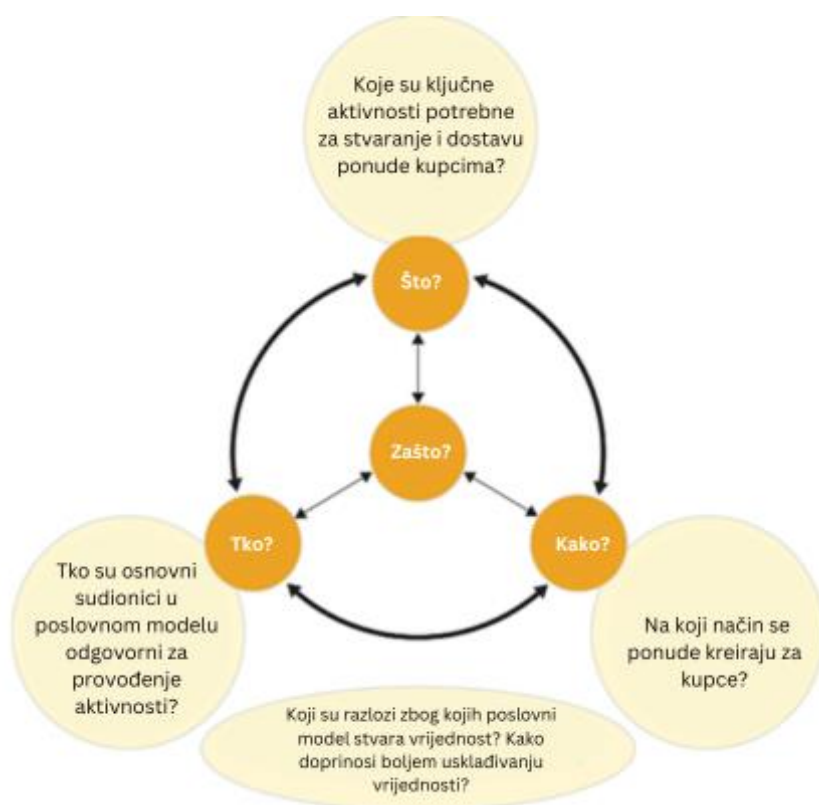 Koje su ključne
aktivnosti potrebne
za stvaranje i dostavu
ponude kupcima?
Što?
Zašto?
Tko?
Kako?
Tko su osnovni
sudionici u
poslovnom modelu
odgovorni za
provođenje
aktivnosti?
Na koji način se
ponude kreiraju za
kupce?
Koji su razlozi zbog kojih poslovni
model stvara vrijednost? Kako
doprinosi boljem usklađivanju
vrijednosti?